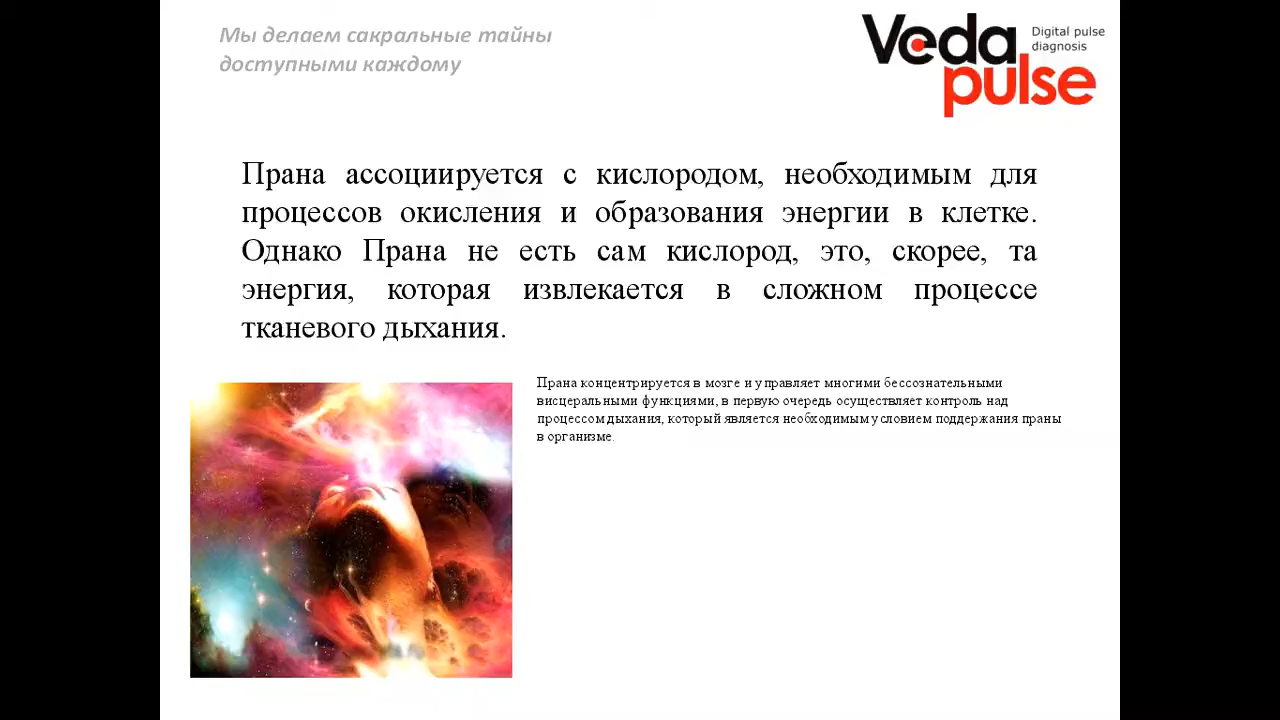 Мы делаем сакральные тайны
доступными каждому
Veda
pulse
Digital pulse
diagnosis
Прана ассоциируется с кислородом, необходимым для
процессов окисления и образования энергии в клетке.
Однако Прана не есть сам кислород, это, скорее, та
энергия, которая извлекается в сложном процессе
тканевого дыхания.
Прана концентрируется в мозге и управляет многими бессознательными
висцеральными функциями, в первую очередь осуществляет контроль над
процессом дыхания, который является необходимым условием поддержания праны
в организме.